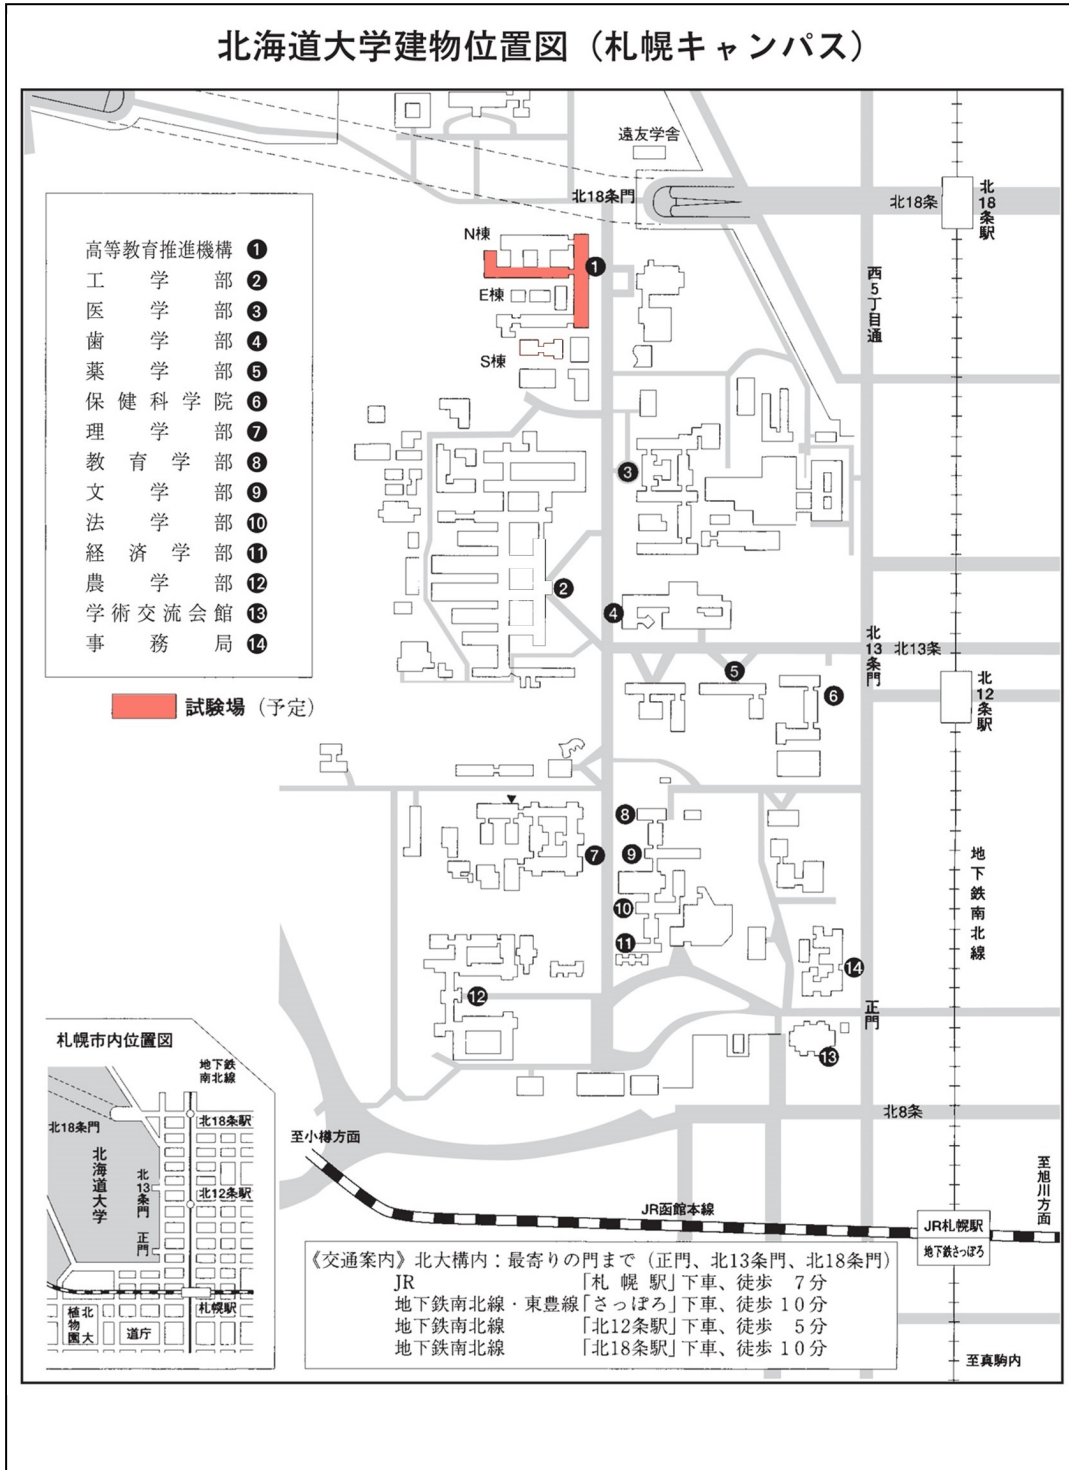 北海道大学建物位置図（札幌キャンパス）
遠友学舎
北18条門
北18条
北18条駅
N棟
❶
E棟
S棟
西5丁目通
高等教育推進機構 ❶
工学部 ❷
医学部 ❸
歯学部 ❹
薬学部 ❺
保健科学院 ❻
理学部 ❼
教育学部 ❽
文学部 ❾
法学部 ❿
経済学部 ⓫
農学部 ⓬
学術交流会館 ⓭
事務局 ⓮
試験場（予定）
❸
❷
❹
北13条門
北13条
❺
❻
北12条駅
❽
❼
❾
❿
⓫
地下鉄南北線
⓮
⓬
正門
⓭
北8条
札幌市内位置図
地下鉄
南北線
北18条駅
北18条門
北海道大学
北13条門
北12条駅
正門
札幌駅
北大
植物園
道庁
至小樽方面
JR函館本線
至旭川方面
JR札幌駅
地下鉄さっぽろ
至真駒内
《交通案内》北大構内：最寄りの門まで（正門、北13条門、北18条門）
JR 「札幌駅」下車、徒歩 7分
地下鉄南北線・東豊線「さっぽろ」下車、徒歩10分
地下鉄南北線 「北12条駅」下車、徒歩 5分
地下鉄南北線 「北18条駅」下車、徒歩10分